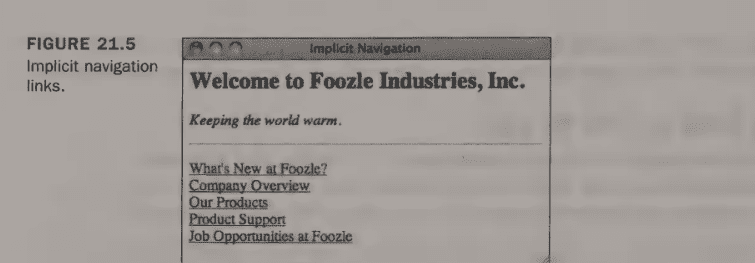 FIGURE 21.5
Implicit navigation
links.
Implicit Navigation
Welcome to Foozle Industries, Inc.
Keeping the world warm.
What's New at Foozle?
Company Overview
Our Products
Product Support
Job Opportunities at Foozle